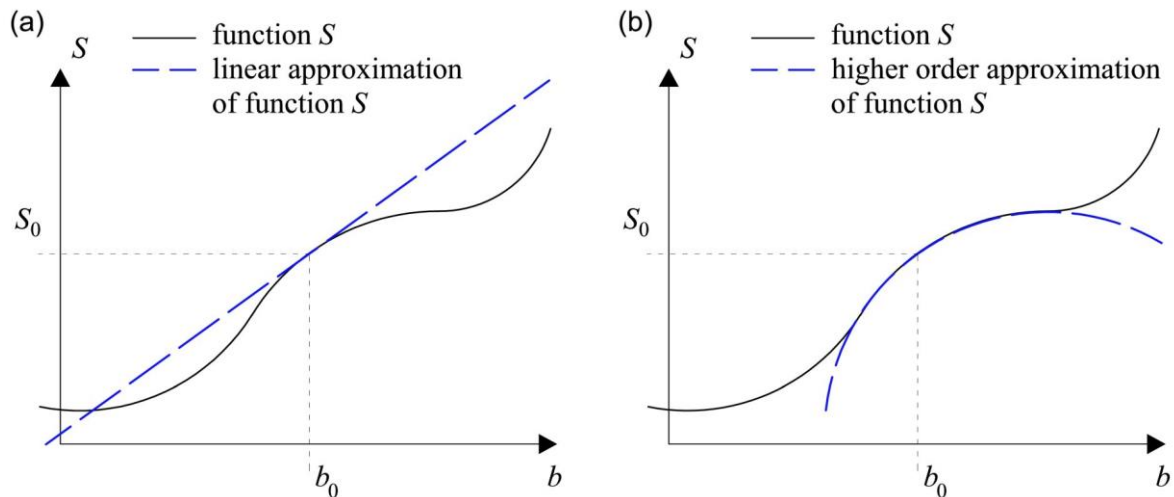 (a)
S
function S
linear approximation
of function S
S0
b0
b
(b)
S
function S
higher order approximation
of function S
S0
b0
b